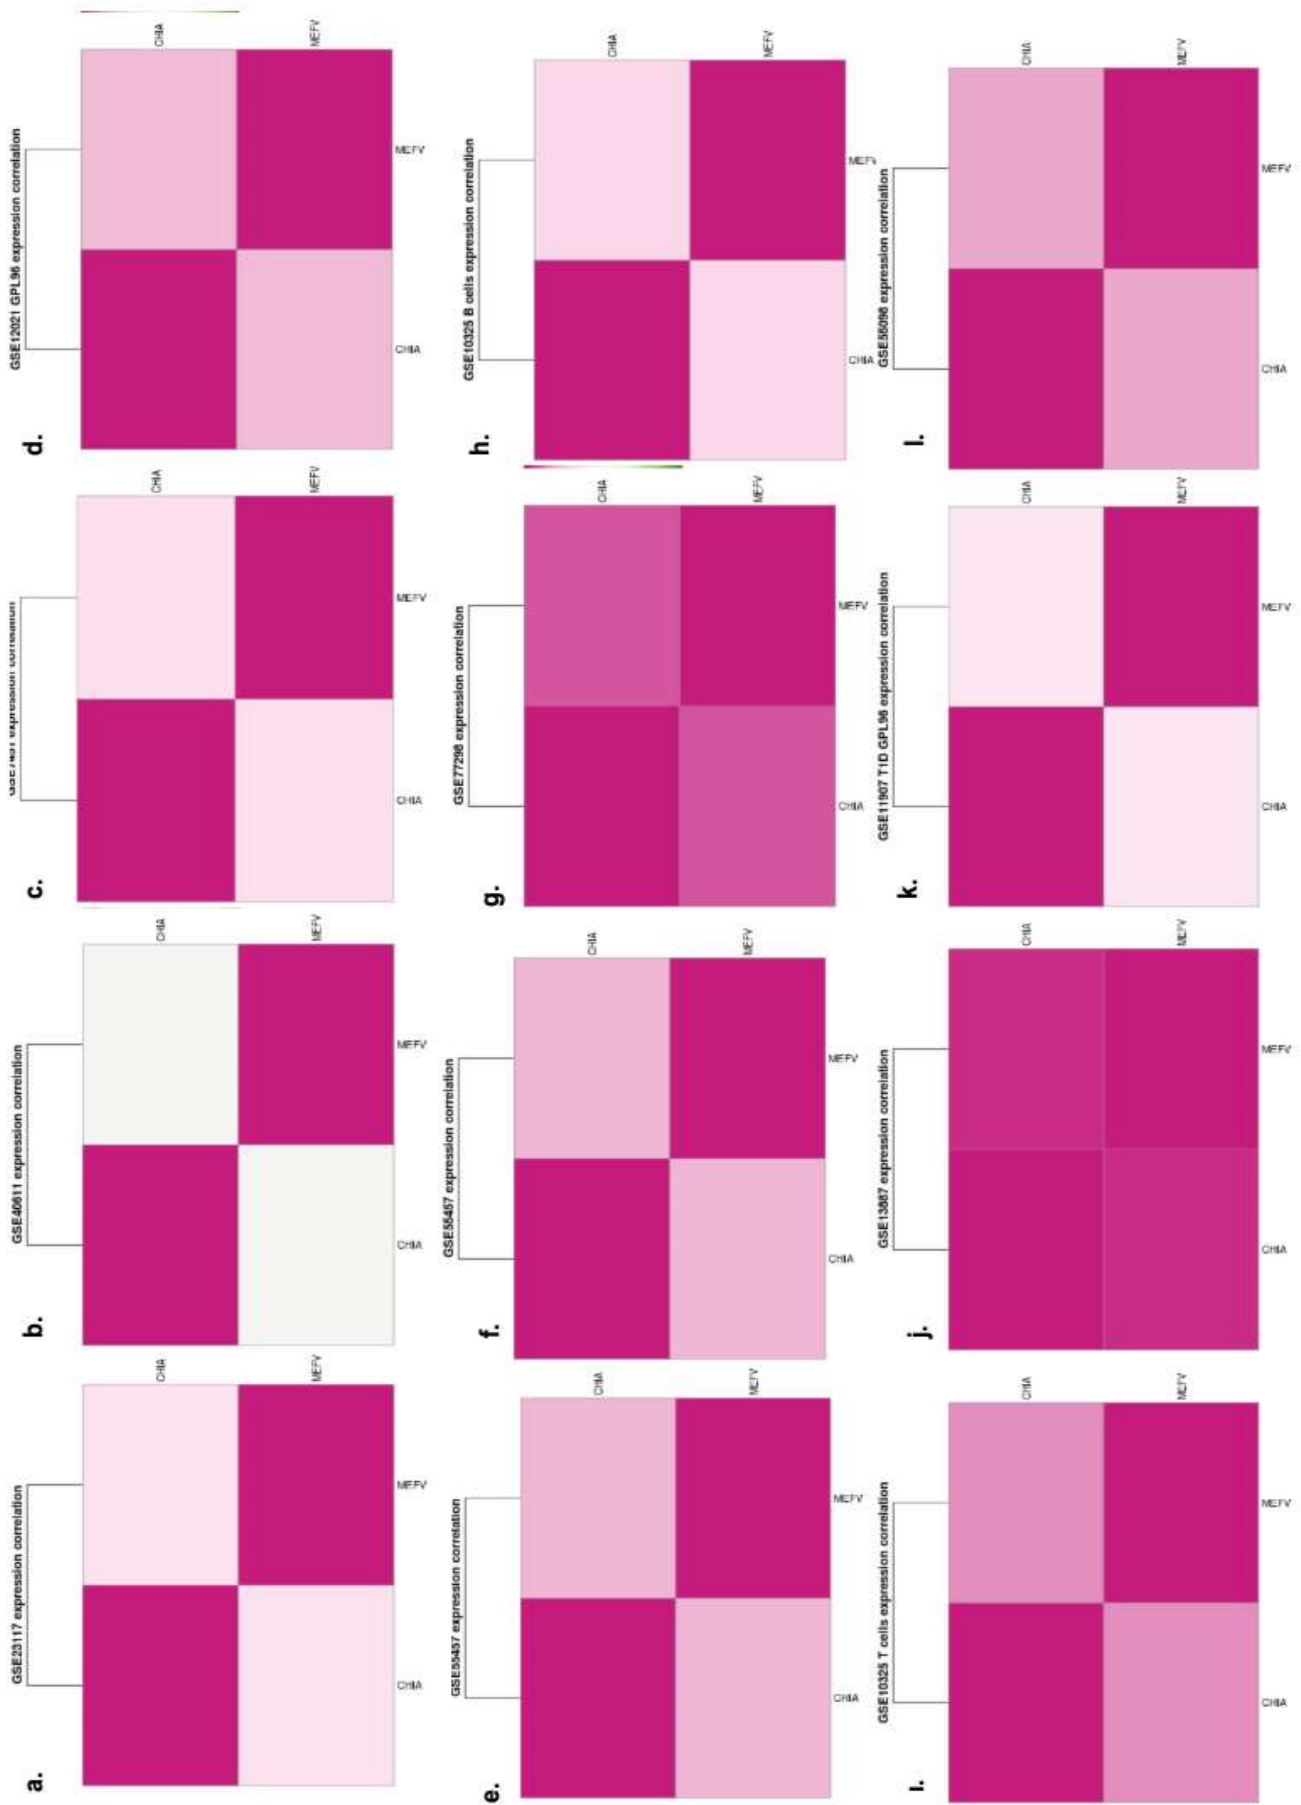 a.
GSE23117 expression correlation
CHIA
MEFV
CHIA
MEFV
b.
GSE40611 expression correlation
CHIA
MEFV
CHIA
MEFV
c.
expression correlation
CHIA
MEFV
CHIA
MEFV
d.
GSE12021 GPL96 expression correlation
CHIA
MEFV
CHIA
MEFV
e.
GSE55457 expression correlation
CHIA
MEFV
CHIA
MEFV
f.
GSE55457 expression correlation
CHIA
MEFV
CHIA
MEFV
g.
GSE77298 expression correlation
CHIA
MEFV
CHIA
MEFV
h.
GSE10325 B cells expression correlation
CHIA
MEFV
CHIA
MEFV
ı.
GSE10325 T cells expression correlation
CHIA
MEFV
CHIA
MEFV
j.
GSE13887 expression correlation
CHIA
MEFV
CHIA
MEFV
k.
GSE11907 T1D GPL96 expression correlation
CHIA
MEFV
CHIA
MEFV
l.
GSE55098 expression correlation
CHIA
MEFV
CHIA
MEFV